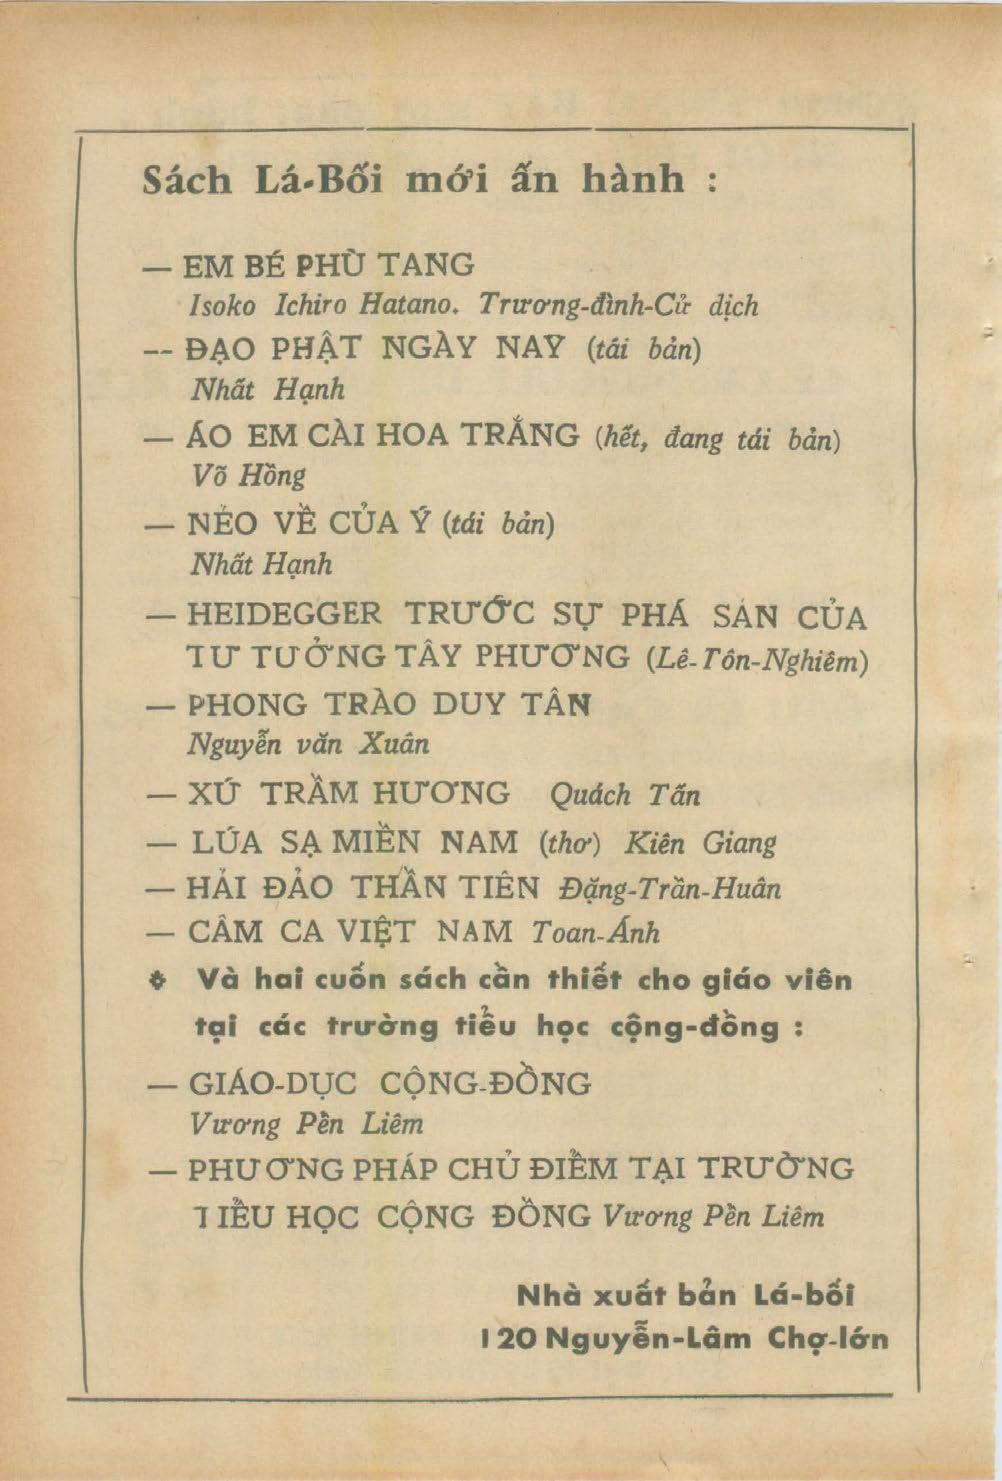 Sách Lá-Bối mới ấn hành :
— EM BÉ PHÙ TANG
Isoko Ichiro Hatano. Trương-đình-Cử dịch
-- ĐẠO PHẬT NGÀY NAY (tái bản)
Nhất Hạnh
— ÁO EM CÀI HOA TRẮNG (hết, đang tái bản)
Võ Hồng
— NẺO VỀ CỦA Ý (tái bản)
Nhất Hạnh
— HEIDEGGER TRƯỚC SỰ PHÁ SẢN CỦA
TƯ TƯỞNG TÂY PHƯƠNG (Lê-Tôn-Nghiêm)
— PHONG TRÀO DUY TÂN
Nguyễn văn Xuân
— XỨ TRẦM HƯƠNG Quách Tấn
— LÚA SẠ MIỀN NAM (thơ) Kiên Giang
— HẢI ĐẢO THẦN TIÊN Đặng-Trần-Huân
— CẦM CA VIỆT NAM Toan-Ánh
❖ Và hai cuốn sách cần thiết cho giáo viên
tại các trường tiểu học cộng-đồng :
— GIÁO-DỤC CỘNG-ĐỒNG
Vương Pền Liêm
— PHƯƠNG PHÁP CHỦ ĐIỂM TẠI TRƯỜNG
TIỂU HỌC CỘNG ĐỒNG Vương Pền Liêm
Nhà xuất bản Lá-bối
120 Nguyễn-Lâm Chợ-lớn